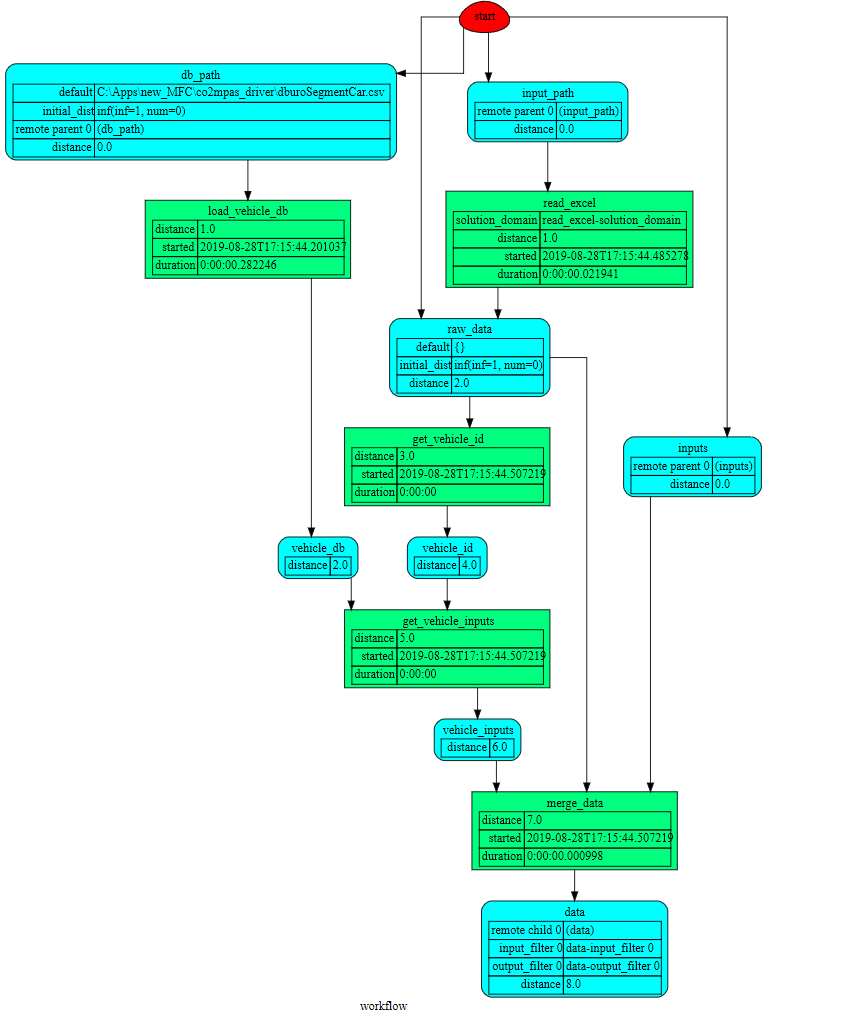 start
db_path
default C:\Apps\new_MFC\co2mpas_driver\dburoSegmentCar.csv
initial_dist inf(inf=1, num=0)
remote parent 0 (db_path)
distance 0.0
input_path
remote parent 0 (input_path)
distance 0.0
load_vehicle_db
distance 1.0
started 2019-08-28T17:15:44.201037
duration 0:00:00.282246
read_excel
solution_domain read_excel-solution_domain
distance 1.0
started 2019-08-28T17:15:44.485278
duration 0:00:00.021941
raw_data
default {}
initial_dist inf(inf=1, num=0)
distance 2.0
get_vehicle_id
distance 3.0
started 2019-08-28T17:15:44.507219
duration 0:00:00
inputs
remote parent 0 (inputs)
distance 0.0
vehicle_db
distance 2.0
vehicle_id
distance 4.0
get_vehicle_inputs
distance 5.0
started 2019-08-28T17:15:44.507219
duration 0:00:00
vehicle_inputs
distance 6.0
merge_data
distance 7.0
started 2019-08-28T17:15:44.507219
duration 0:00:00.000998
data
remote child 0 (data)
input_filter 0 data-input_filter 0
output_filter 0 data-output_filter 0
distance 8.0
workflow